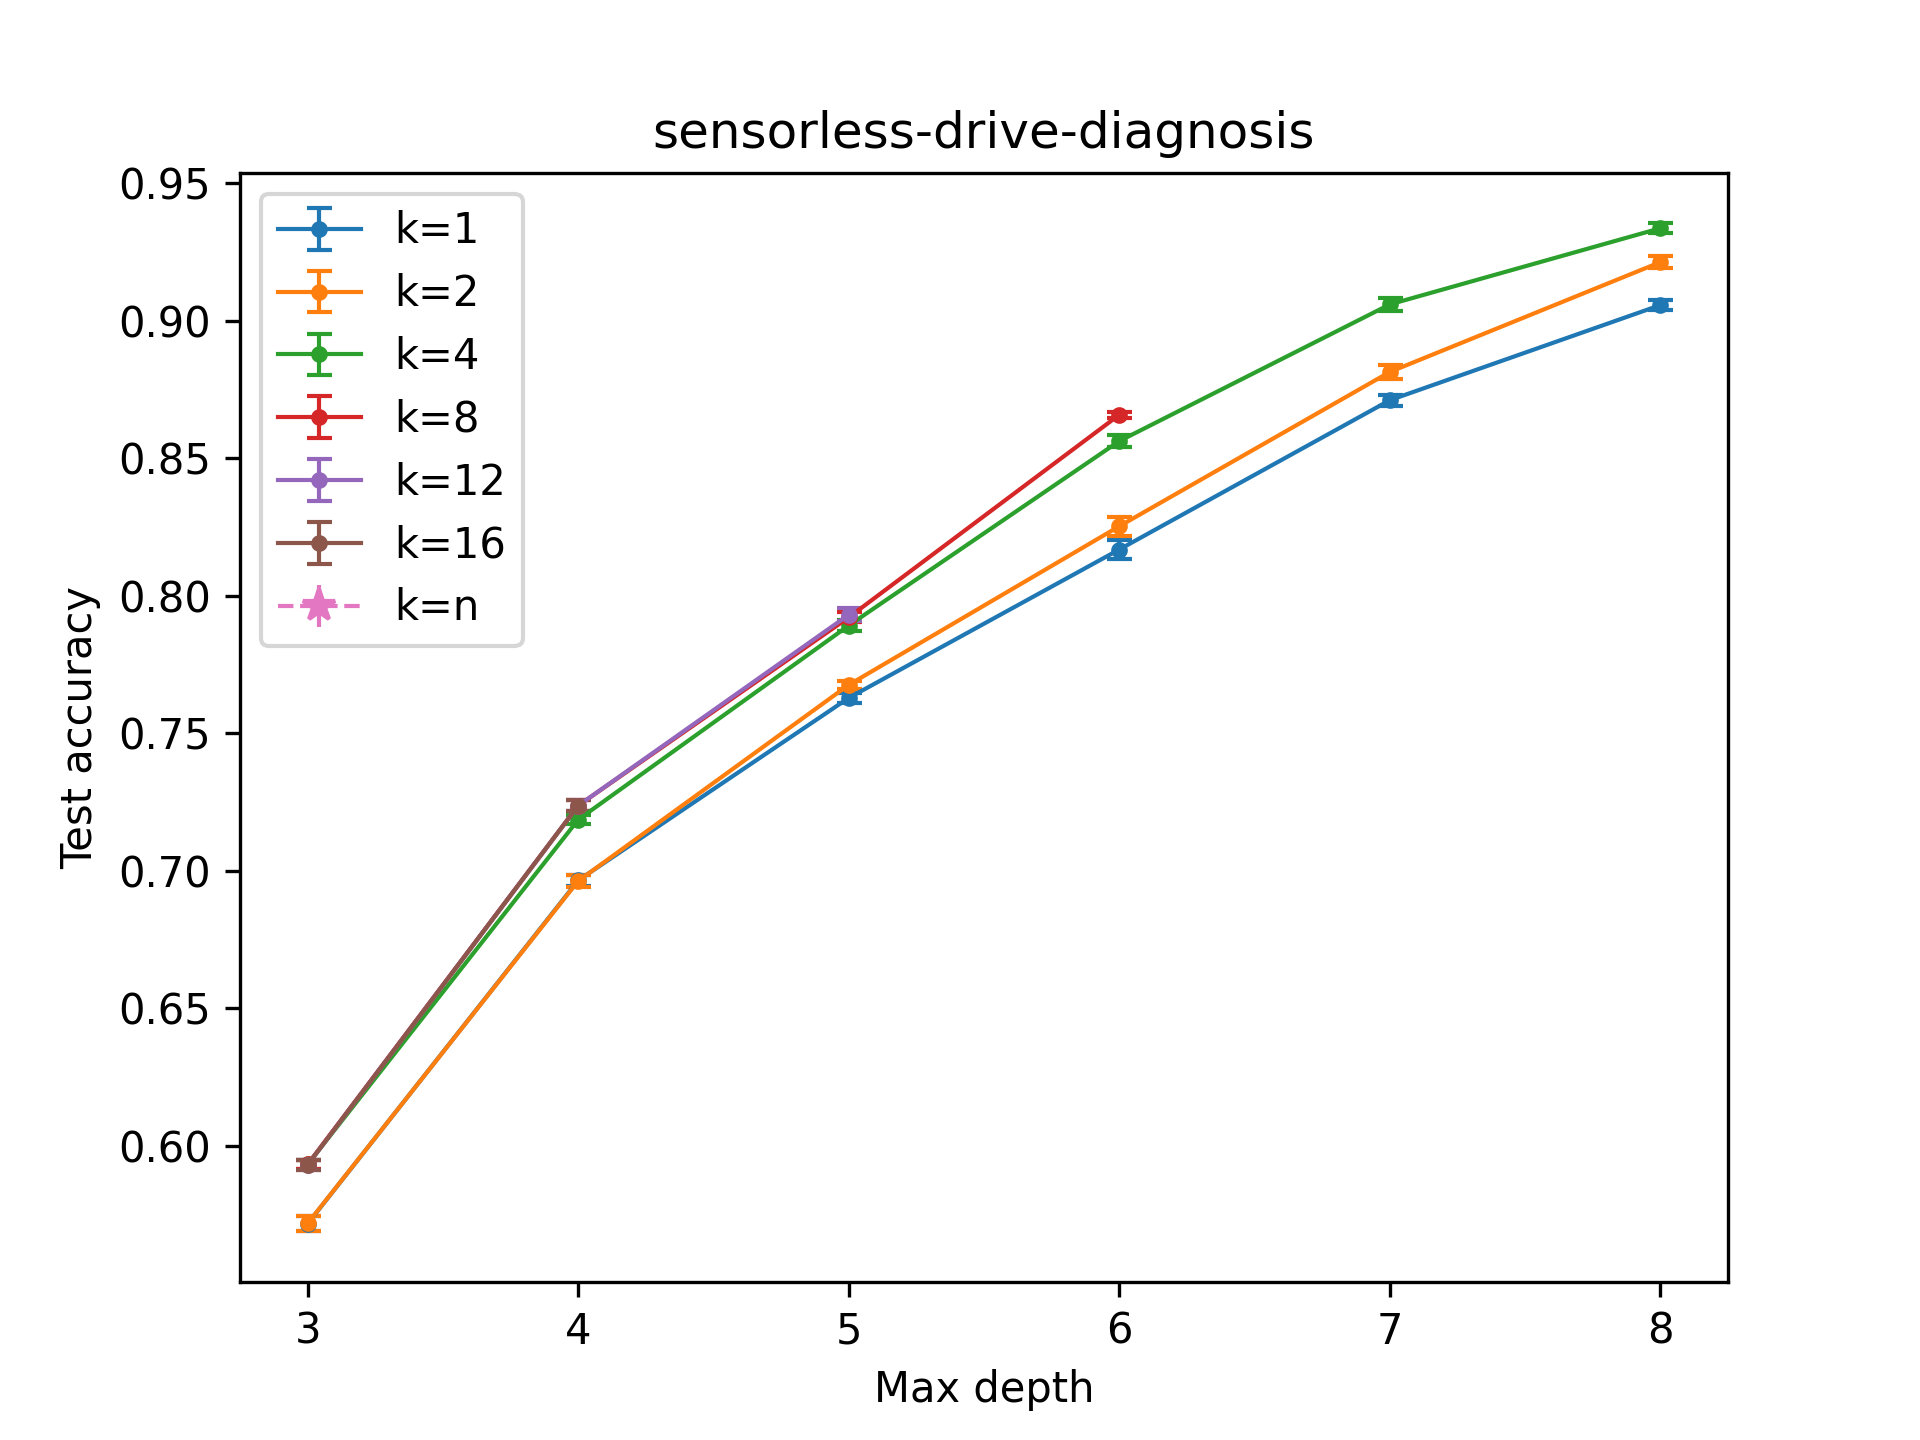 sensorless-drive-diagnosis
0.95
0.90
0.85
0.80
0.75
0.70
0.65
0.60
Test accuracy
k=1
k=2
k=4
k=8
k=12
k=16
k=n
3 4 5 6 7 8
Max depth